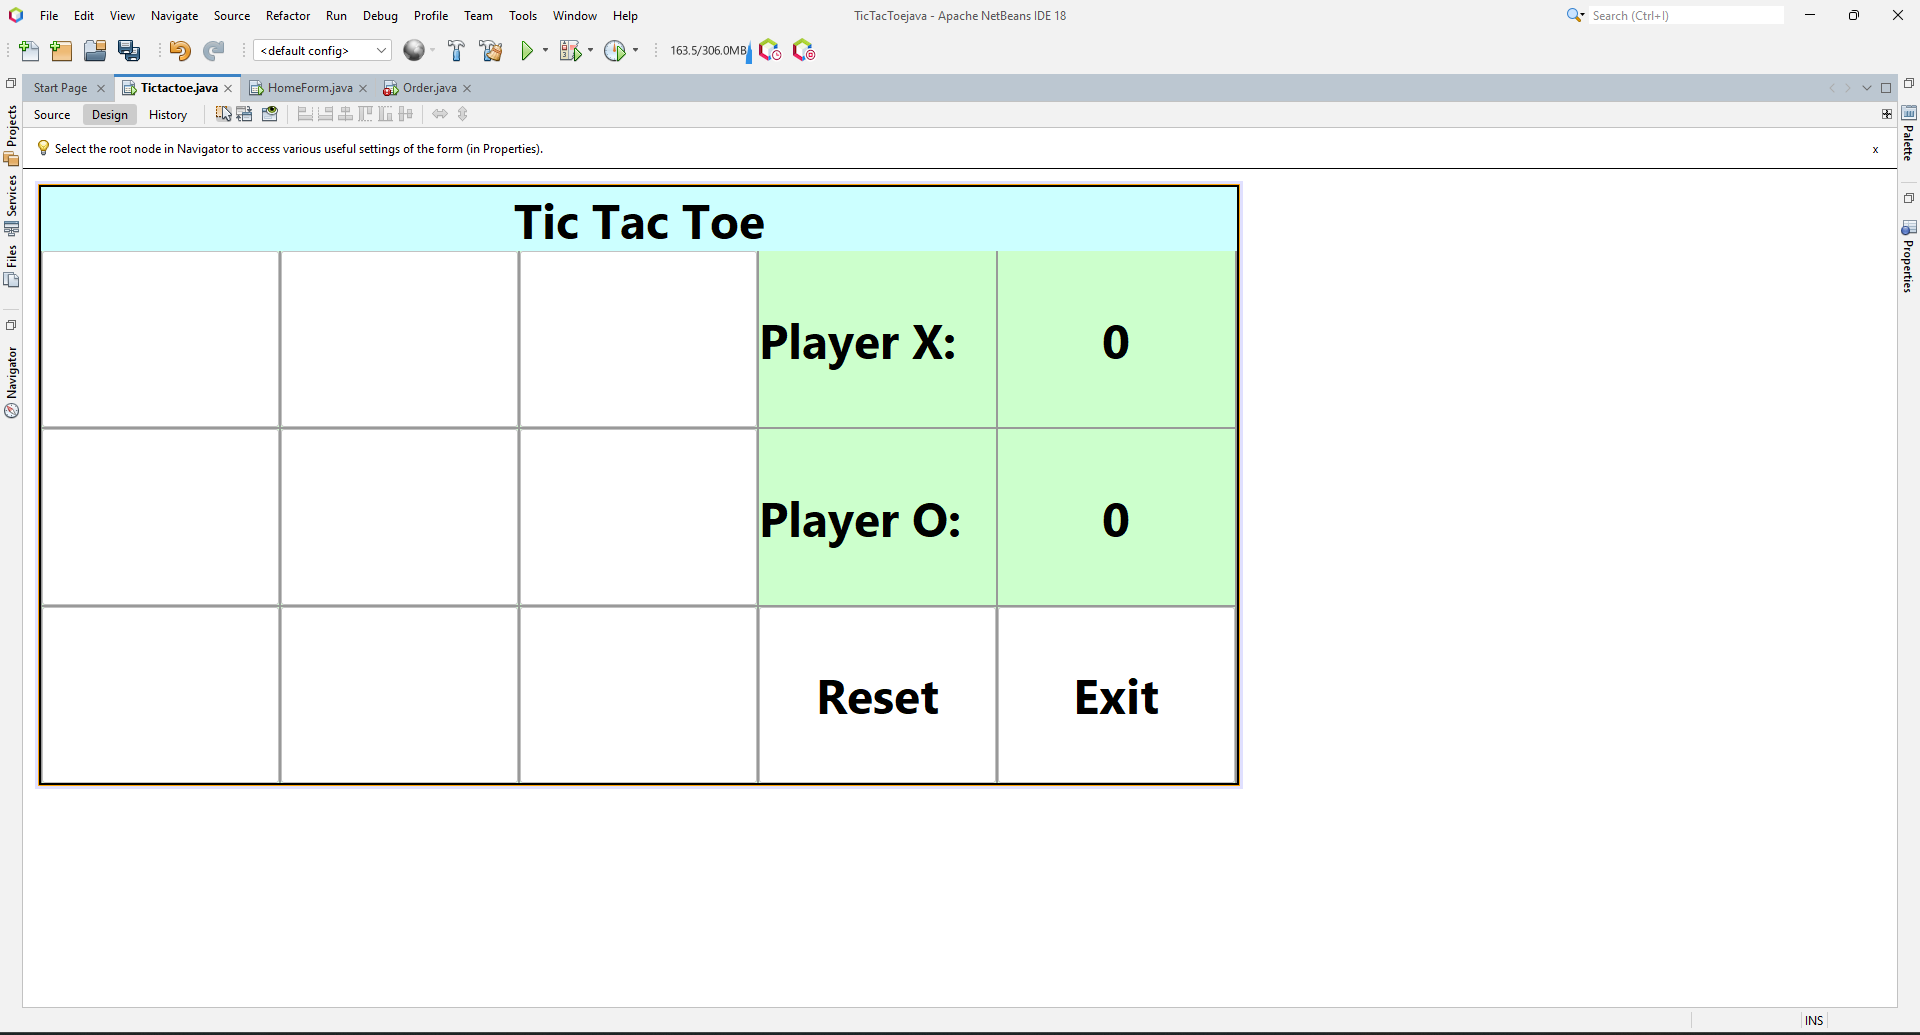 File Edit View Navigate Source Refactor Run Debug Profile Team Tools Window Help
TicTacToejava - Apache NetBeans IDE 18
Search (Ctrl+I)
<default config>
163.5/306.0MB
Start Page
Tictactoe.java
HomeForm.java
Order.java
Source Design History
Select the root node in Navigator to access various useful settings of the form (in Properties).
x
Projects
Services
Files
Navigator
Palette
Properties
Tic Tac Toe
Player X: 0
Player O: 0
Reset Exit
INS